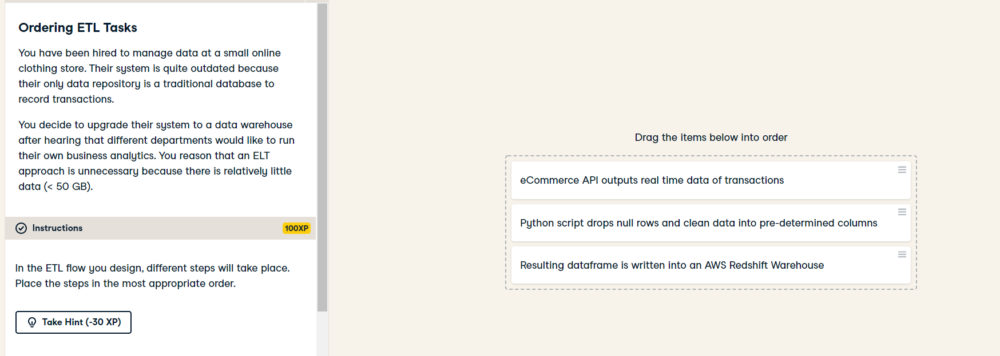 Ordering ETL Tasks
You have been hired to manage data at a small online
clothing store. Their system is quite outdated because
their only data repository is a traditional database to
record transactions.
You decide to upgrade their system to a data warehouse
after hearing that different departments would like to run
their own business analytics. You reason that an ELT
approach is unnecessary because there is relatively little
data (< 50 GB).
Instructions
100XP
In the ETL flow you design, different steps will take place.
Place the steps in the most appropriate order.
Take Hint (-30 XP)
Drag the items below into order
eCommerce API outputs real time data of transactions
Python script drops null rows and clean data into pre-determined columns
Resulting dataframe is written into an AWS Redshift Warehouse